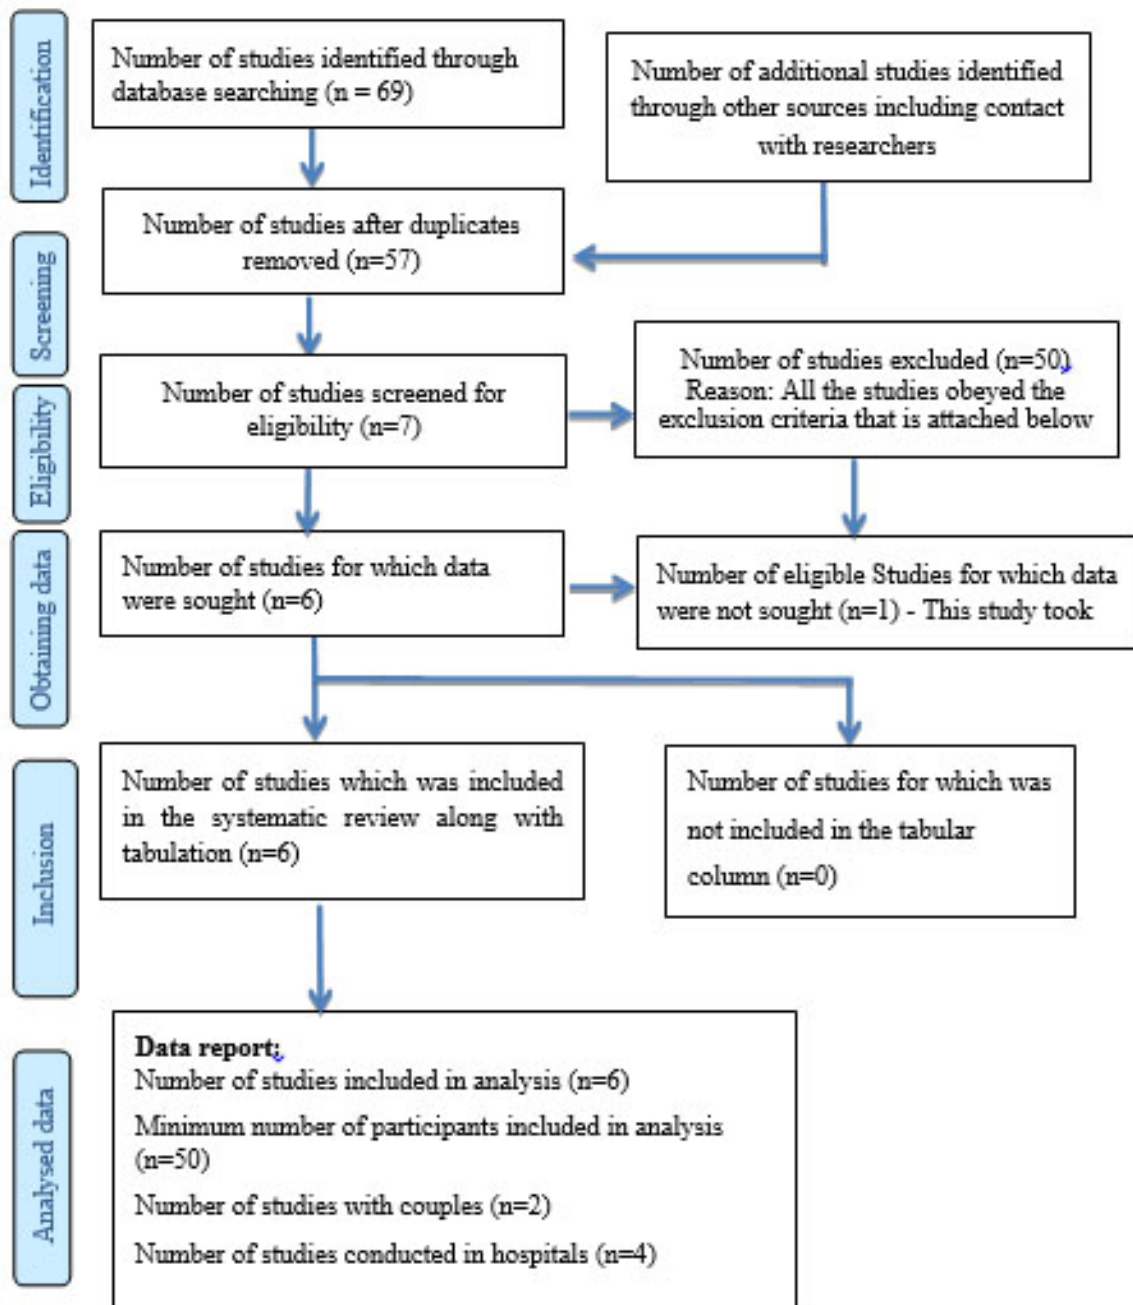 Identification
Number of studies identified through
database searching (n = 69)
Number of additional studies identified
through other sources including contact
with researchers
Number of studies after duplicates
removed (n=57)
Screening
Number of studies screened for
eligibility (n=7)
Number of studies excluded (n=50)
Reason: All the studies obeyed the
exclusion criteria that is attached below
Eligibility
Number of studies for which data
were sought (n=6)
Number of eligible Studies for which data
were not sought (n=1) - This study took
Obtaining data
Number of studies which was included
in the systematic review along with
tabulation (n=6)
Number of studies for which was
not included in the tabular
column (n=0)
Inclusion
Data report:
Number of studies included in analysis (n=6)
Minimum number of participants included in analysis
(n=50)
Number of studies with couples (n=2)
Number of studies conducted in hospitals (n=4)
Analysed data